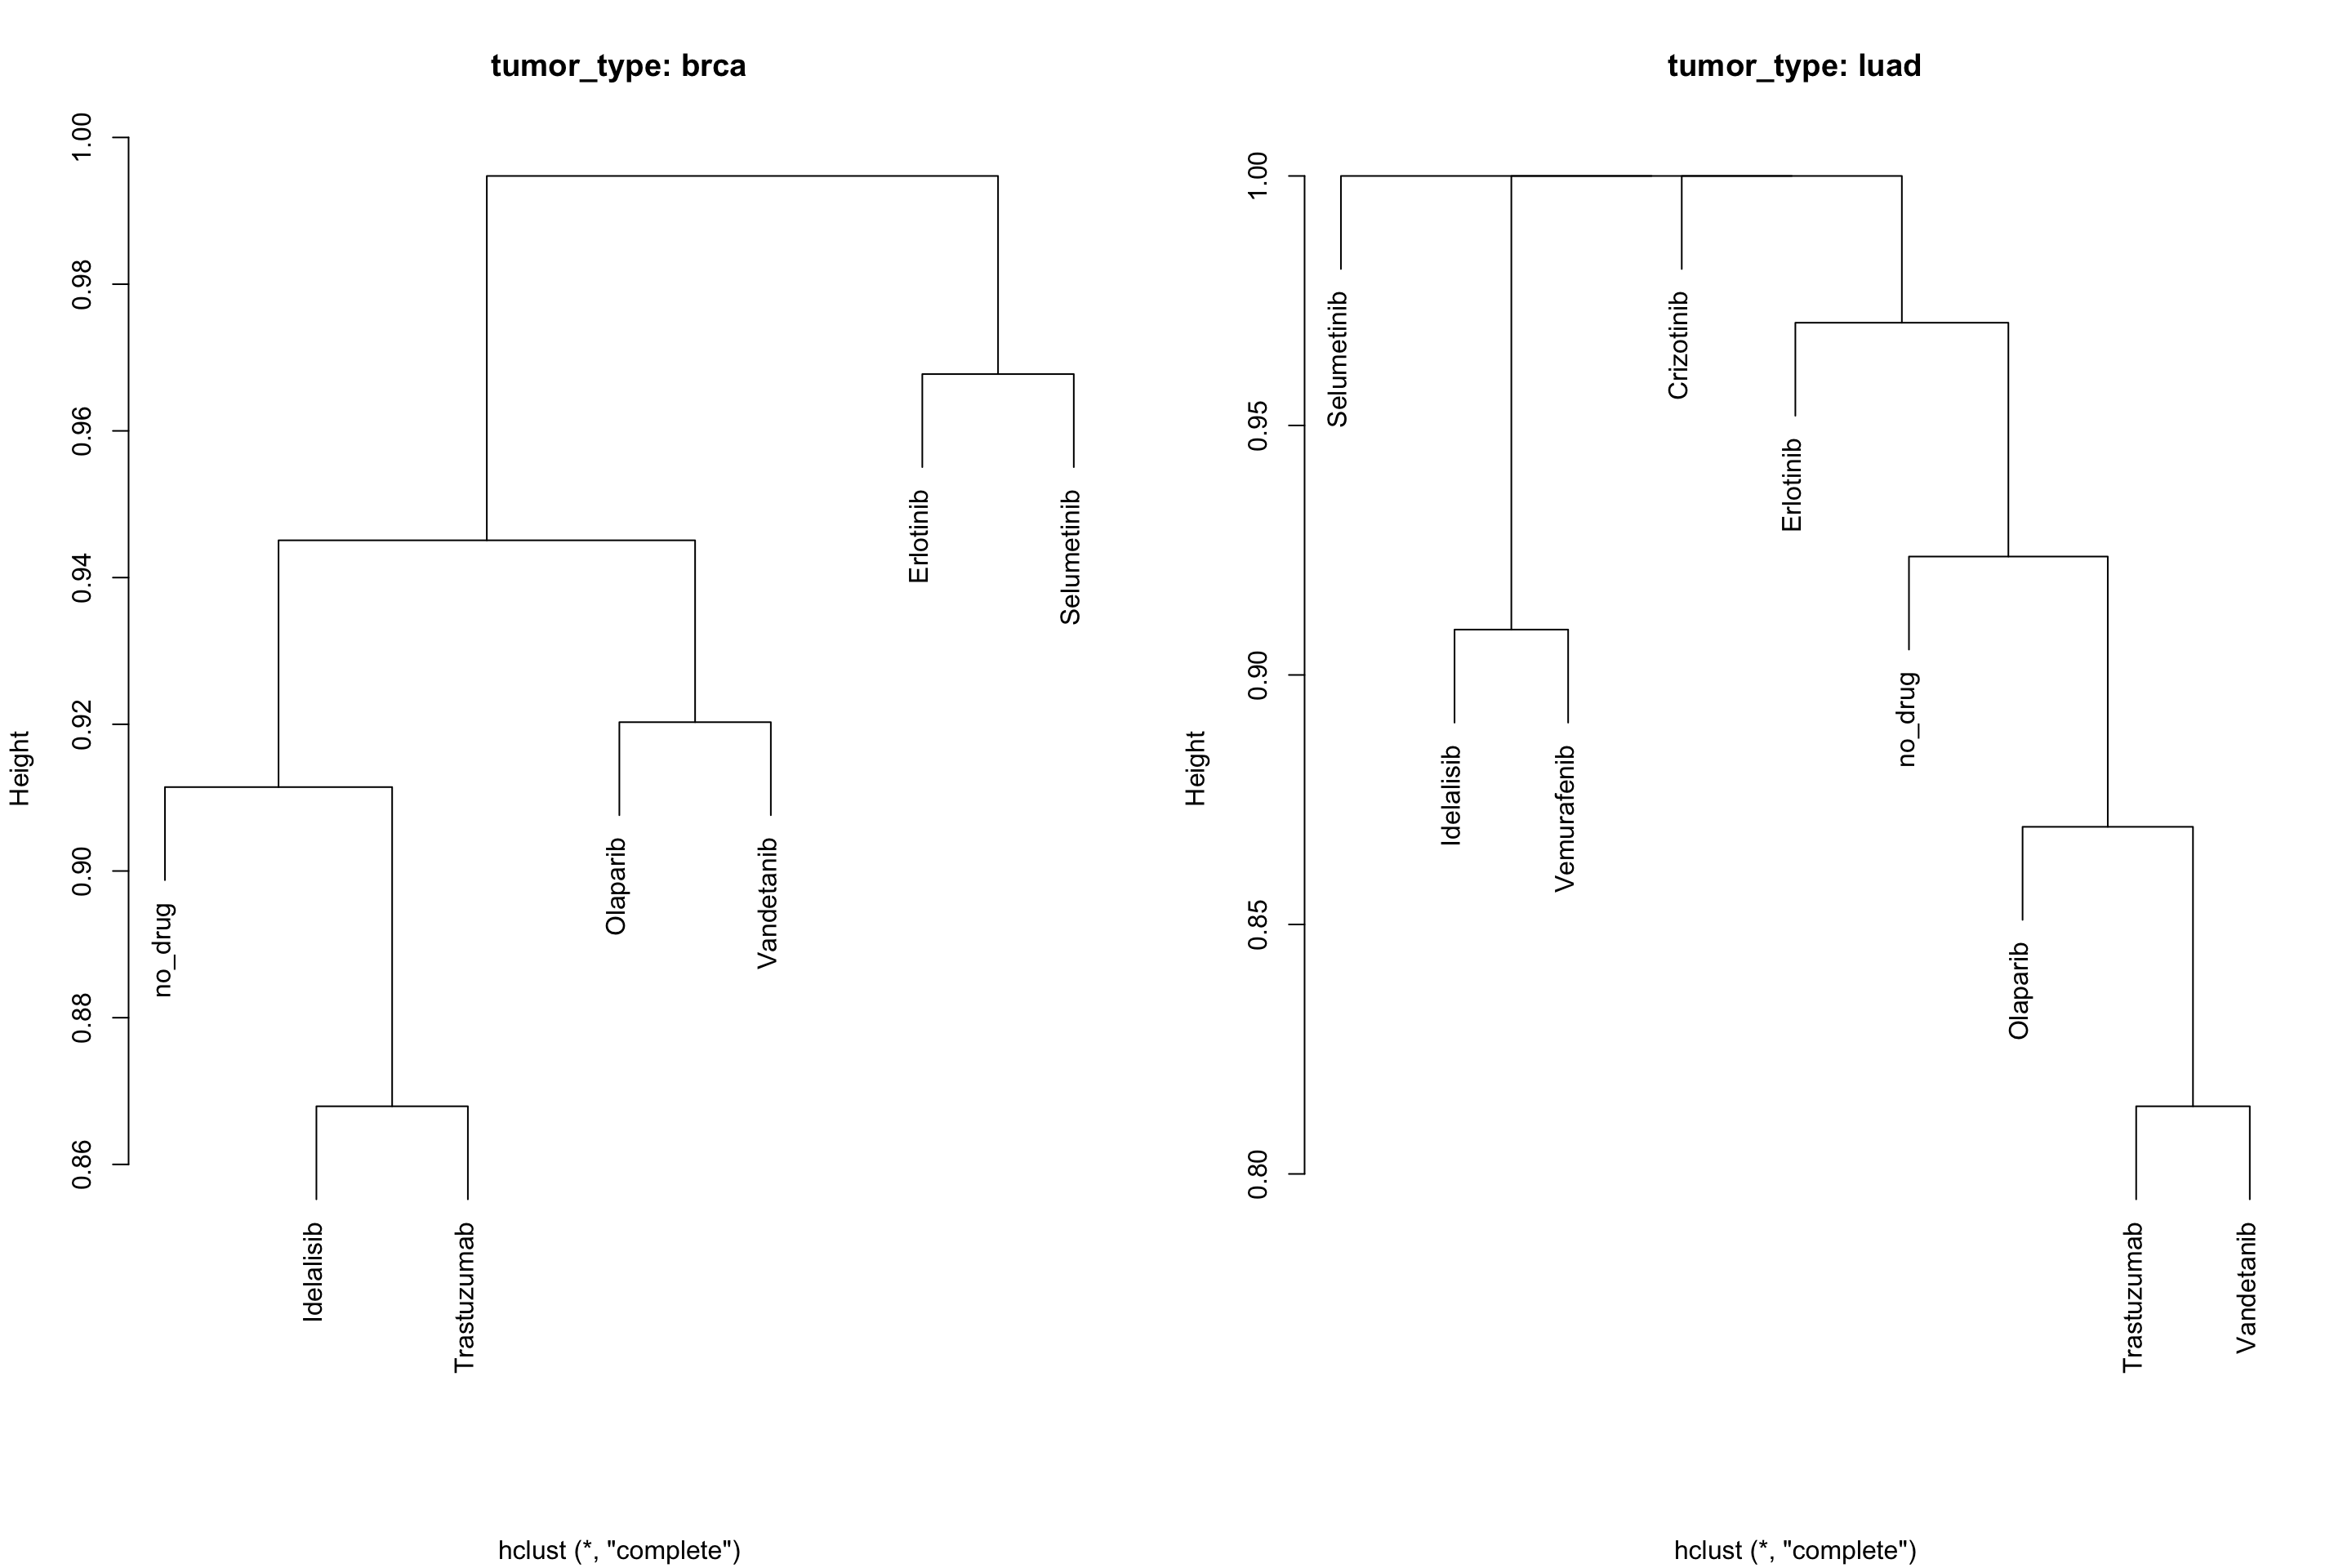 tumor_type: brca
Height
1.00
0.98
0.96
0.94
0.92
0.90
0.88
0.86
no_drug
Idelalisib
Trastuzumab
Olaparib
Vandetanib
Erlotinib
Selumetinib
hclust (*, "complete")
tumor_type: luad
Height
1.00
0.95
0.90
0.85
0.80
Selumetinib
Idelalisib
Vemurafenib
Crizotinib
Erlotinib
no_drug
Olaparib
Trastuzumab
Vandetanib
hclust (*, "complete")